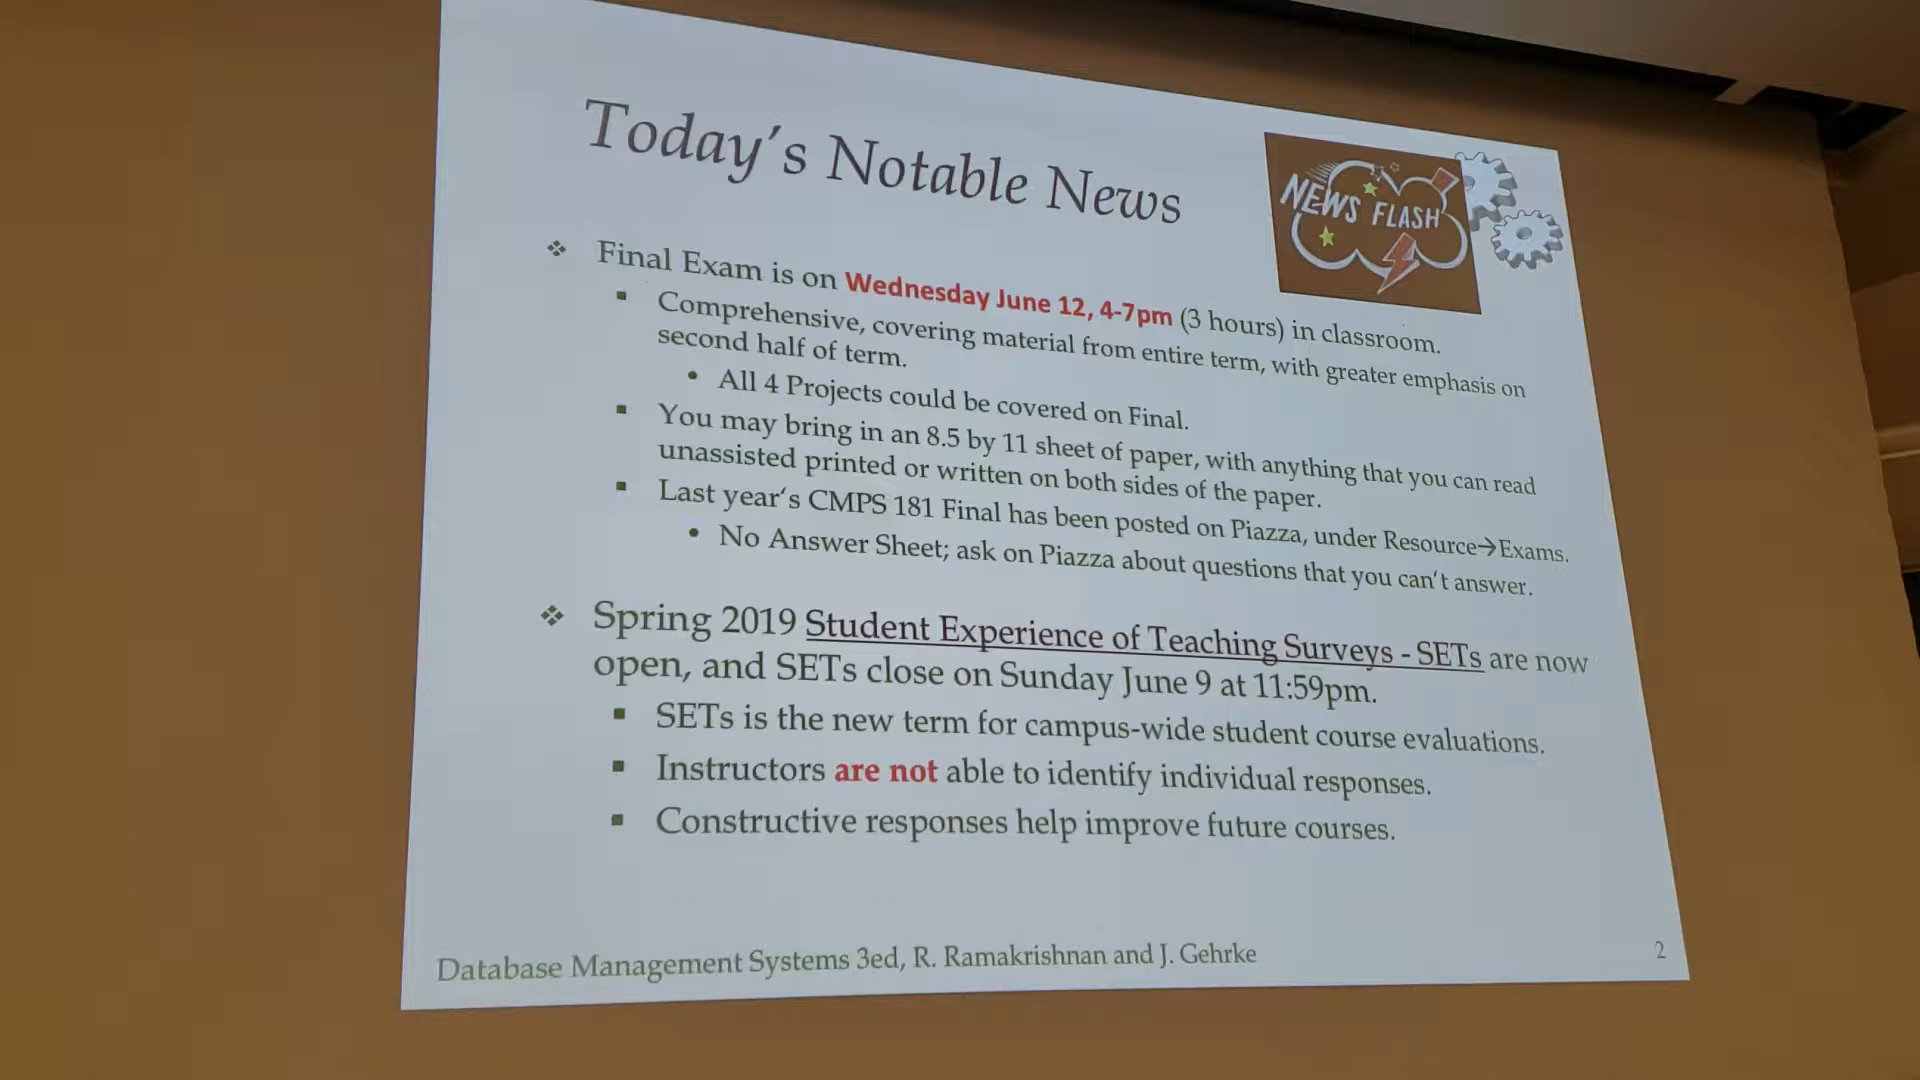 Today's Notable News
NEWS FLASH
❖ Final Exam is on Wednesday June 12, 4-7pm (3 hours) in classroom.
▪ Comprehensive, covering material from entire term, with greater emphasis on
second half of term.
• All 4 Projects could be covered on Final.
▪ You may bring in an 8.5 by 11 sheet of paper, with anything that you can read
unassisted printed or written on both sides of the paper.
▪ Last year's CMPS 181 Final has been posted on Piazza, under Resource→Exams.
• No Answer Sheet; ask on Piazza about questions that you can't answer.
❖ Spring 2019 Student Experience of Teaching Surveys - SETs are now
open, and SETs close on Sunday June 9 at 11:59pm.
▪ SETs is the new term for campus-wide student course evaluations.
▪ Instructors are not able to identify individual responses.
▪ Constructive responses help improve future courses.
Database Management Systems 3ed, R. Ramakrishnan and J. Gehrke
2